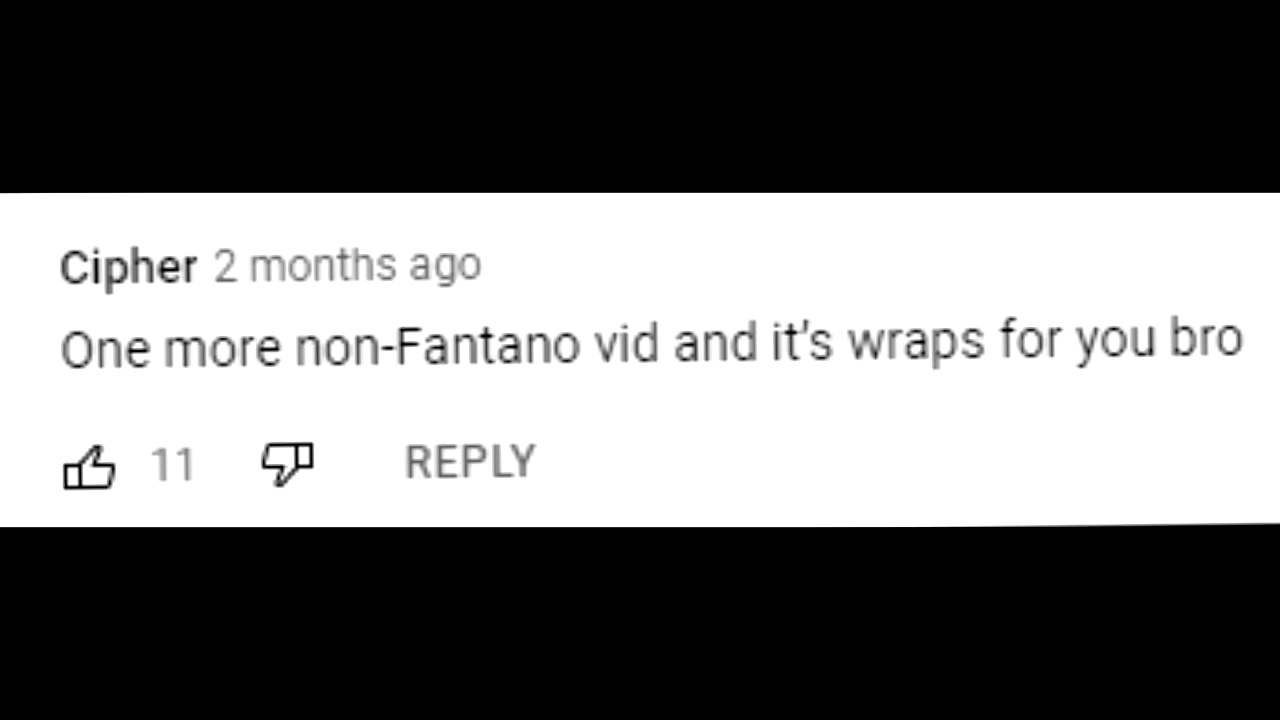 Cipher 2 months ago
One more non-Fantano vid and it's wraps for you bro
11 REPLY